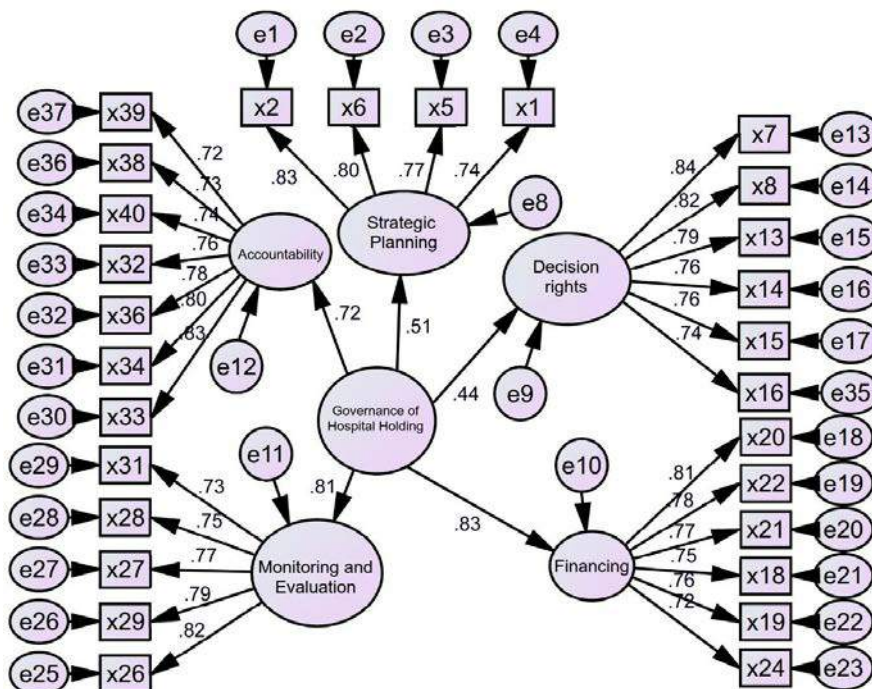 e1 e2 e3 e4
x2 x6 x5 x1
e37 x39
e36 x38
e34 x40
e33 x32
e32 x36
e31 x34
e30 x33
.72
.73
.74
.76
.78
.80
.83
Accountability
e12
.83 .80 .77 .74
Strategic
Planning
e8
Decision
rights
e9
.84
.82
.79
.76
.76
.74
x7 e13
x8 e14
x13 e15
x14 e16
x15 e17
x16 e35
.72 .51 .44
Governance of
Hospital Holding
.81 .83
e29 x31
e28 x28
e27 x27
e26 x29
e25 x26
.73
.75
.77
.79
.82
e11
Monitoring and
Evaluation
e10
Financing
.81
.78
.77
.75
.76
.72
x20 e18
x22 e19
x21 e20
x18 e21
x19 e22
x24 e23